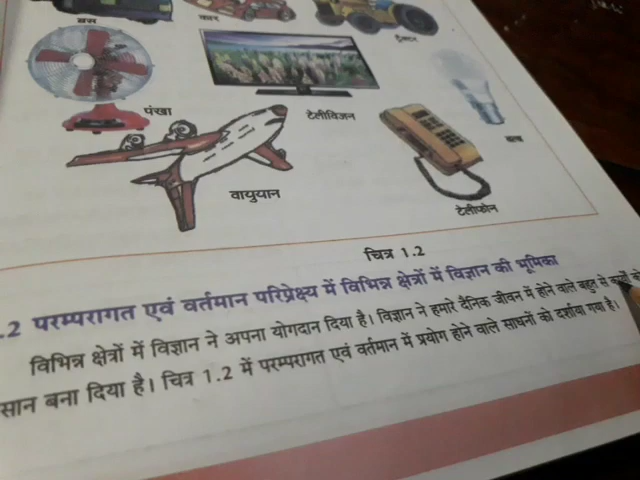 बस
कार
ट्रैक्टर
पंखा
टेलीविजन
बल्ब
वायुयान
टेलीफोन
चित्र 1.2
.2 परम्परागत एवं वर्तमान परिप्रेक्ष्य में विभिन्न क्षेत्रों में विज्ञान की भूमिका
विभिन्न क्षेत्रों में विज्ञान ने अपना योगदान दिया है। विज्ञान ने हमारे दैनिक जीवन में होने वाले बहुत से
सान बना दिया है। चित्र 1.2 में परम्परागत एवं वर्तमान में प्रयोग होने वाले साधनों को दर्शाया गया है।